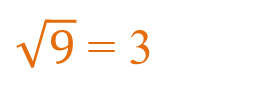 √9 = 3